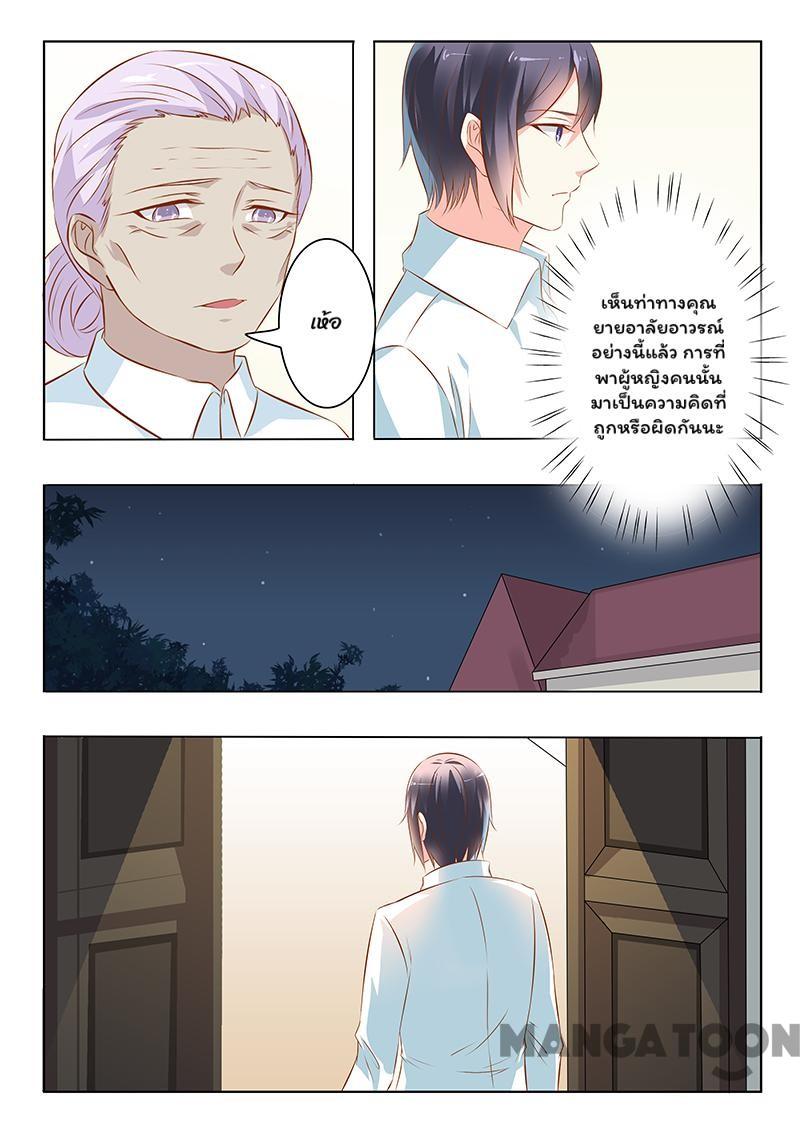 เห้อ
เห็นท่าทางคุณ
ยายอาลัยอาวรณ์
อย่างนี้แล้ว การที่
พาผู้หญิงคนนั้น
มาเป็นความคิดที่
ถูกหรือผิดกันนะ
MANGATOON